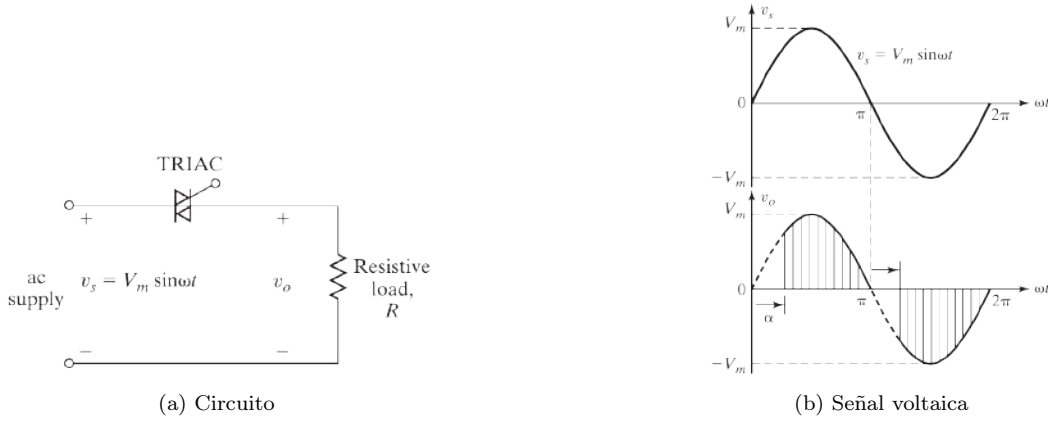 TRIAC
+
+
ac
supply
v_s = V_m sinωt
v_o
Resistive
load,
R
−
−
(a) Circuito
v_s
V_m
v_s = V_m sinωt
0
π
2π
ωt
−V_m
v_o
V_m
0
α
π
2π
ωt
−V_m
(b) Señal voltaica